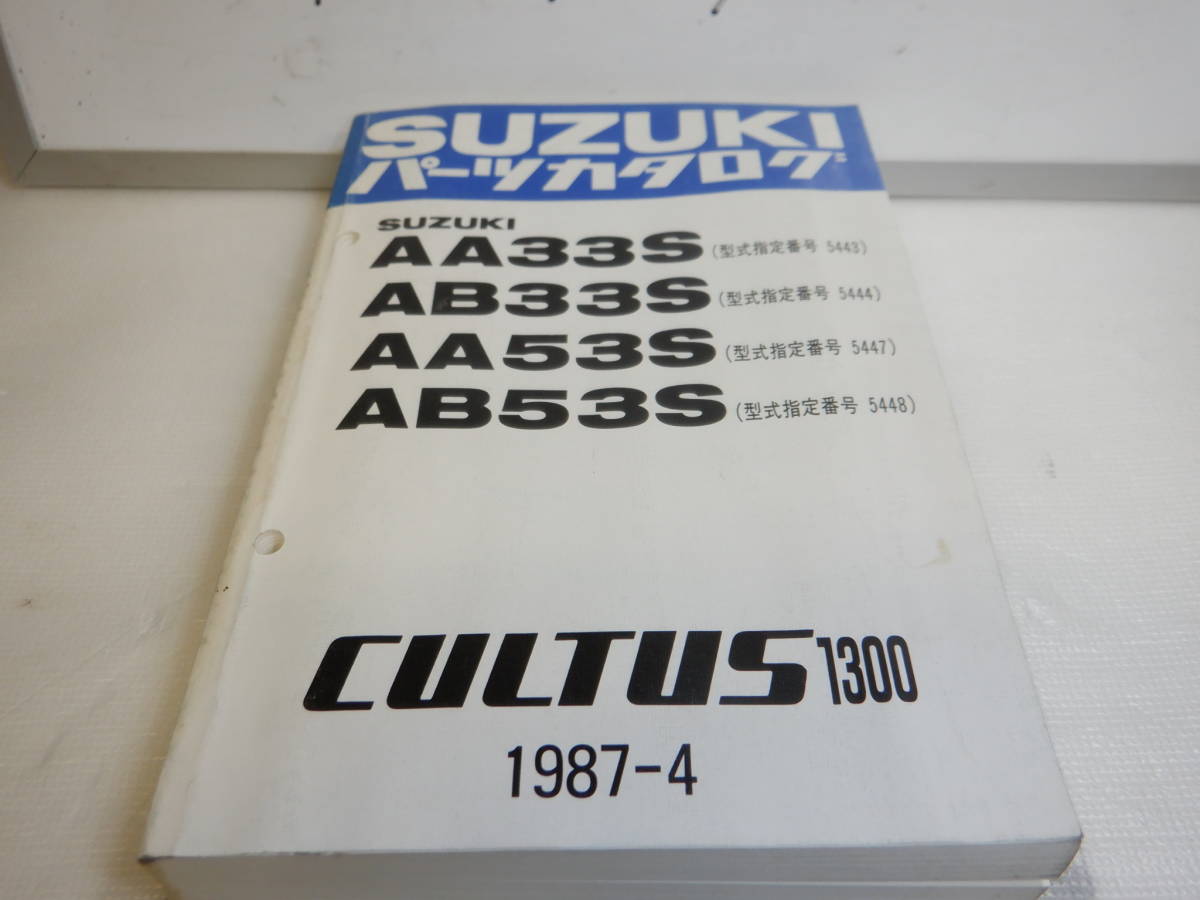 SUZUKI
パーツカタログ
SUZUKI
AA33S (型式指定番号 5443)
AB33S (型式指定番号 5444)
AA53S (型式指定番号 5447)
AB53S (型式指定番号 5448)
CULTUS 1300
1987-4